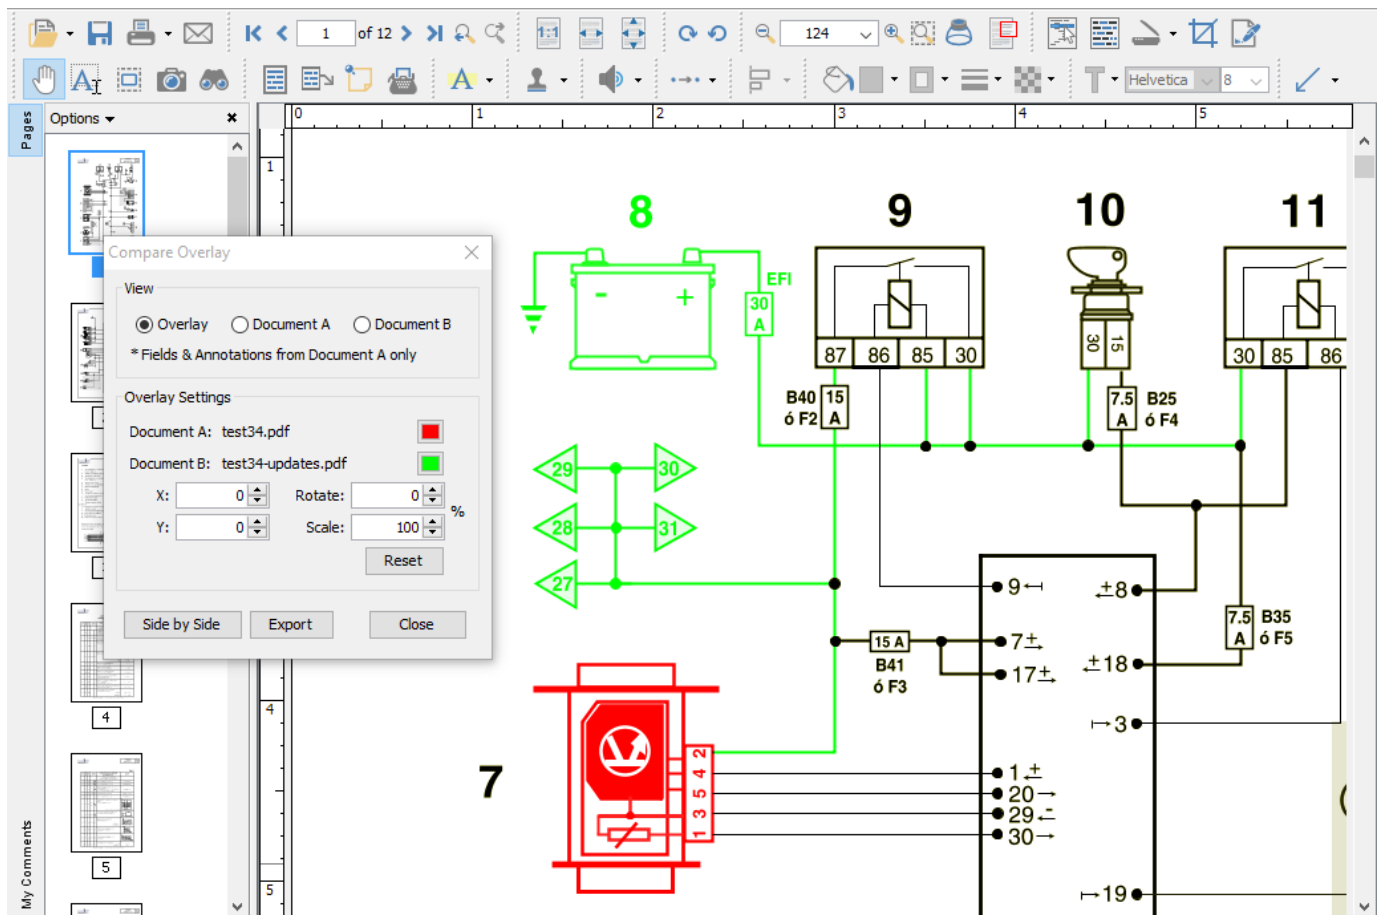 1 of 12 124
A A T Helvetica 8
Pages
Options
0 1 2 3 4 5
1
4
5
Compare Overlay
View
Overlay Document A Document B
* Fields & Annotations from Document A only
Overlay Settings
Document A: test34.pdf
Document B: test34-updates.pdf
X: 0 Rotate: 0
%
Y: 0 Scale: 100
Reset
Side by Side Export Close
4
5
My Comments
8 9 10 11
- +
EFI
30
A
87 86 85 30
30 15
30 85 86
B40
ó F2
15
A
7.5
A
B25
ó F4
29 30
28 31
27
15 A
B41
ó F3
7.5
A
B35
ó F5
7
2
4
5
3
1
9
7±
17±
1 +
20
29 -
30
±8
±18
3
19